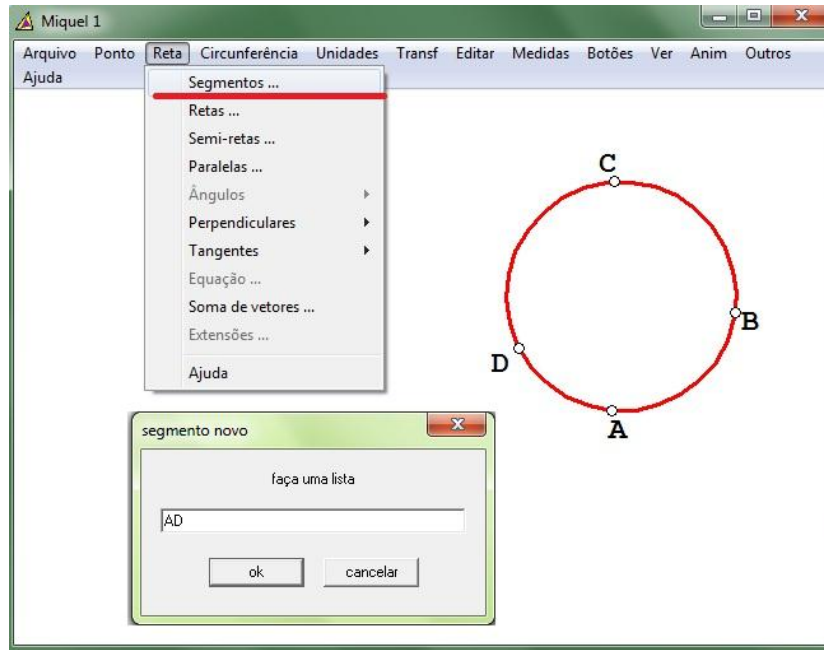 Miquel 1
Arquivo Ponto Reta Circunferência Unidades Transf Editar Medidas Botões Ver Anim Outros
Ajuda
Segmentos ...
Retas ...
Semi-retas ...
Paralelas ...
Ângulos
Perpendiculares
Tangentes
Equação ...
Soma de vetores ...
Extensões ...
Ajuda
C
B
D
A
segmento novo
faça uma lista
AD
ok cancelar